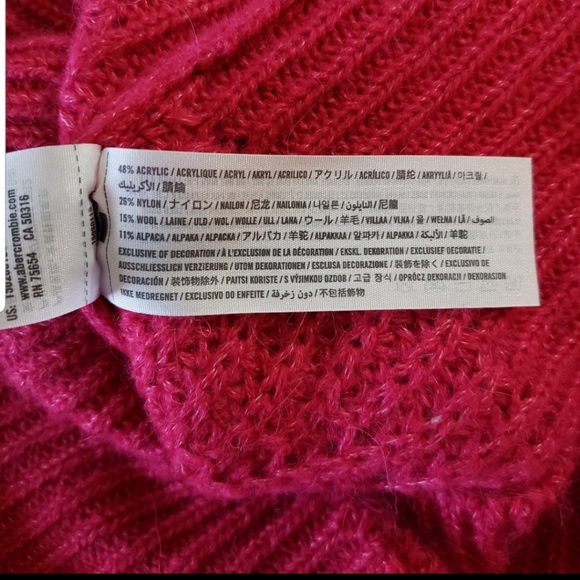 48% ACRYLIC / ACRYLIQUE / ACRYL / AKRYL / ACRILICO / アクリル / ACRÍLICO / 腈纶 / AKRYYLIÄ / 아크릴 /
الأكريليك / 腈綸
26% NYLON / ナイロン / NAILON / 尼龙 / NAILONIA / 나일론 / النايلون / 尼龍
15% WOOL / LAINE / ULD / WOL / WOLLE / ULL / LANA / ウール / 羊毛 / VILLAA / VLNA / 울 / WEŁNA / الصوف
11% ALPACA / ALPAKA / ALPACKA / アルパカ / 羊驼 / ALPAKKAA / 알파카 / ALPAKKA / الألبكة / 羊駝
EXCLUSIVE OF DECORATION / À L'EXCLUSION DE LA DÉCORATION / EKSKL. DEKORATION / EXCLUSIEF DECORATIE /
AUSSCHLIESSLICH VERZIERUNG / UTOM DEKORATIONEN / ESCLUSA DECORAZIONE / 装飾を除く / EXCLUSIVO DE
DECORACIÓN / 装饰物除外 / PAITSI KORISTE / S VÝJIMKOU OZDOB / 고급 장식 / OPRÓCZ DEKORACJI / DEKORASJON
IKKE MEDREGNET / EXCLUSIVO DO ENFEITE / دون زخرفة / 不包括飾物
www.abercrombie.com
RN 75654 CA 50316